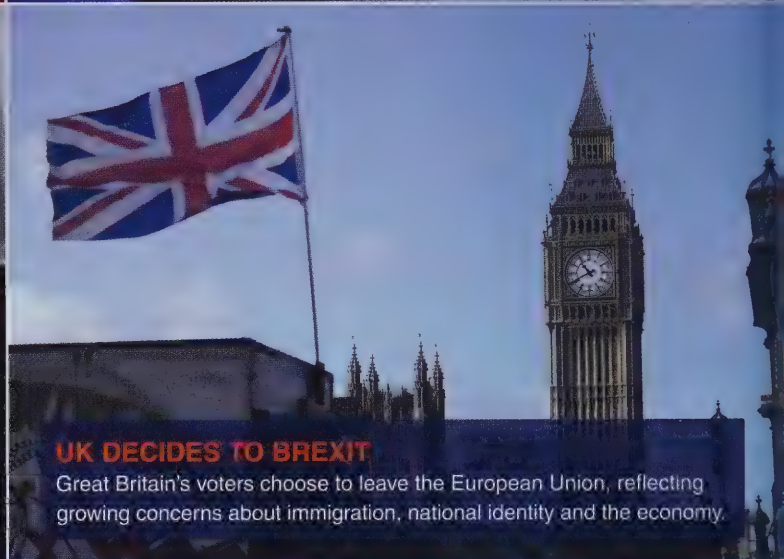 UK DECIDES TO BREXIT
Great Britain's voters choose to leave the European Union, reflecting
growing concerns about immigration, national identity and the economy.